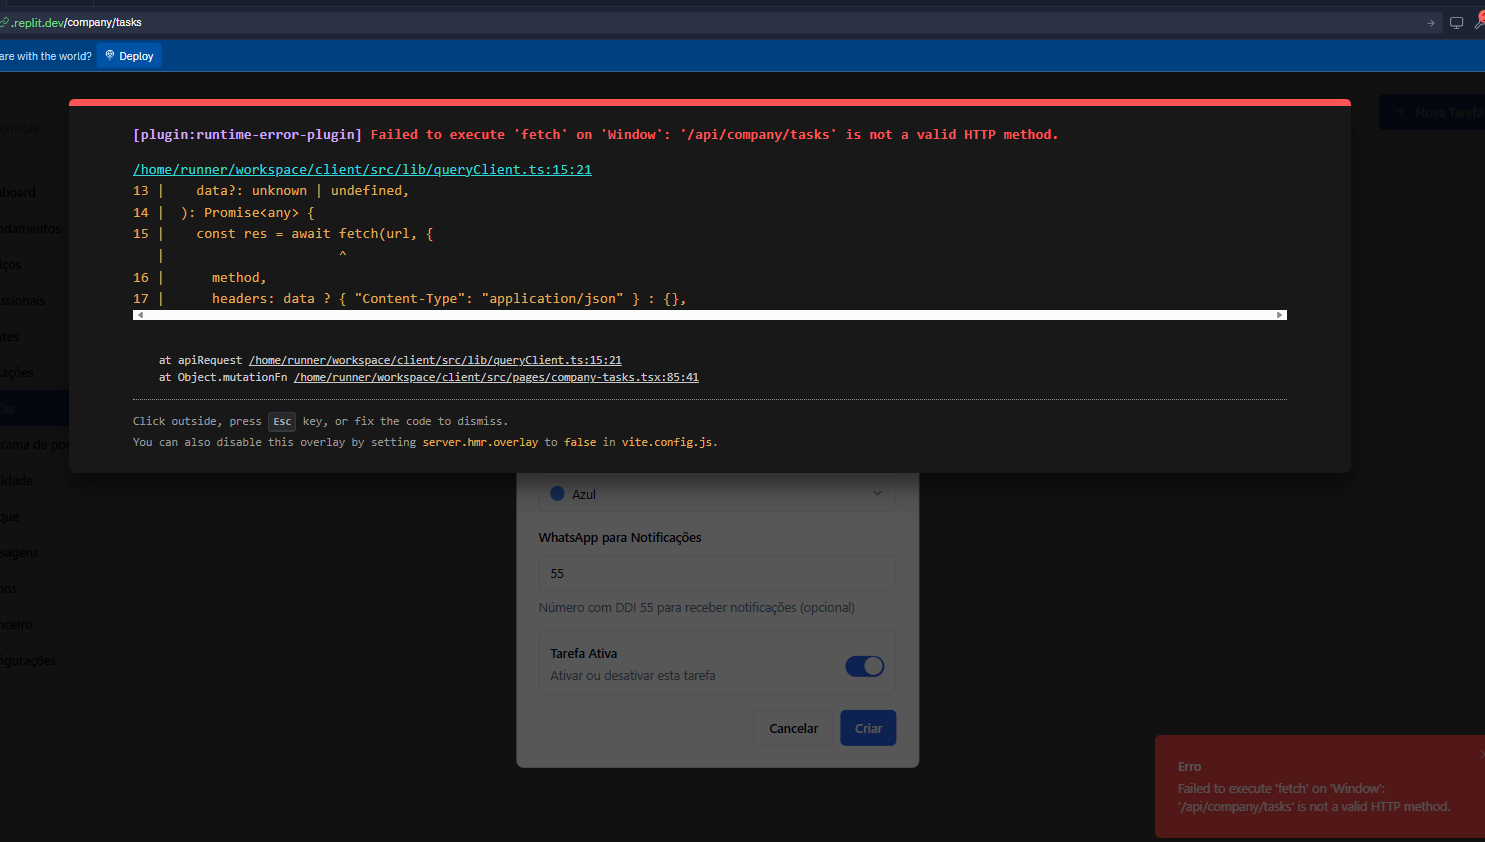 .replit.dev/company/tasks
are with the world? Deploy
Nova Tarefa
[plugin:runtime-error-plugin] Failed to execute 'fetch' on 'Window': '/api/company/tasks' is not a valid HTTP method.
/home/runner/workspace/client/src/lib/queryClient.ts:15:21
13 | data?: unknown | undefined,
14 | ): Promise<any> {
15 | const res = await fetch(url, {
| ^
16 | method,
17 | headers: data ? { "Content-Type": "application/json" } : {},
at apiRequest /home/runner/workspace/client/src/lib/queryClient.ts:15:21
at Object.mutationFn /home/runner/workspace/client/src/pages/company-tasks.tsx:85:41
Click outside, press Esc key, or fix the code to dismiss.
You can also disable this overlay by setting server.hmr.overlay to false in vite.config.js.
ontrole
board
ndamentos
iços
ssionais
ntes
ações
fas
rama de po
idade
que
sagens
ons
nceiro
igurações
Azul
WhatsApp para Notificações
55
Número com DDI 55 para receber notificações (opcional)
Tarefa Ativa
Ativar ou desativar esta tarefa
Cancelar
Criar
Erro
Failed to execute 'fetch' on 'Window':
'/api/company/tasks' is not a valid HTTP method.